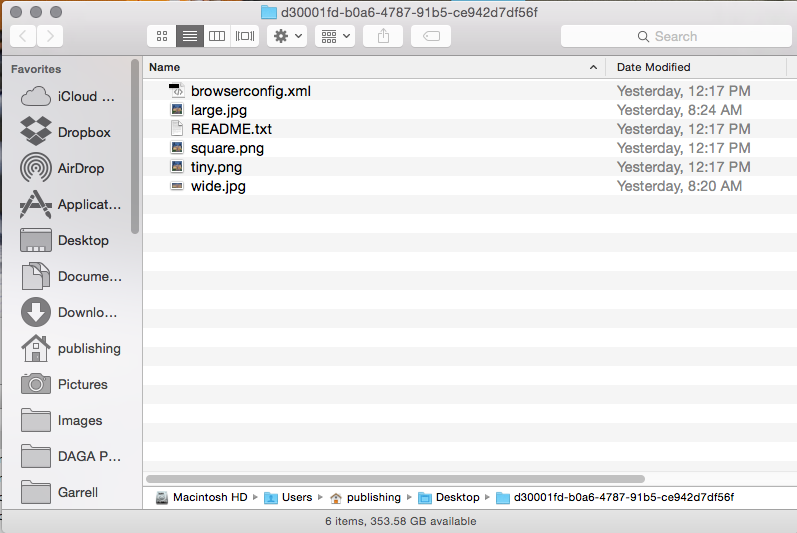 d30001fd-b0a6-4787-91b5-ce942d7df56f
Search
Favorites
iCloud ...
Dropbox
AirDrop
Applicat...
Desktop
Docume...
Downlo...
publishing
Pictures
Images
DAGA P...
Garrell
Name Date Modified
browserconfig.xml Yesterday, 12:17 PM
large.jpg Yesterday, 8:24 AM
README.txt Yesterday, 12:17 PM
square.png Yesterday, 12:17 PM
tiny.png Yesterday, 12:17 PM
wide.jpg Yesterday, 8:20 AM
Macintosh HD Users publishing Desktop d30001fd-b0a6-4787-91b5-ce942d7df56f
6 items, 353.58 GB available